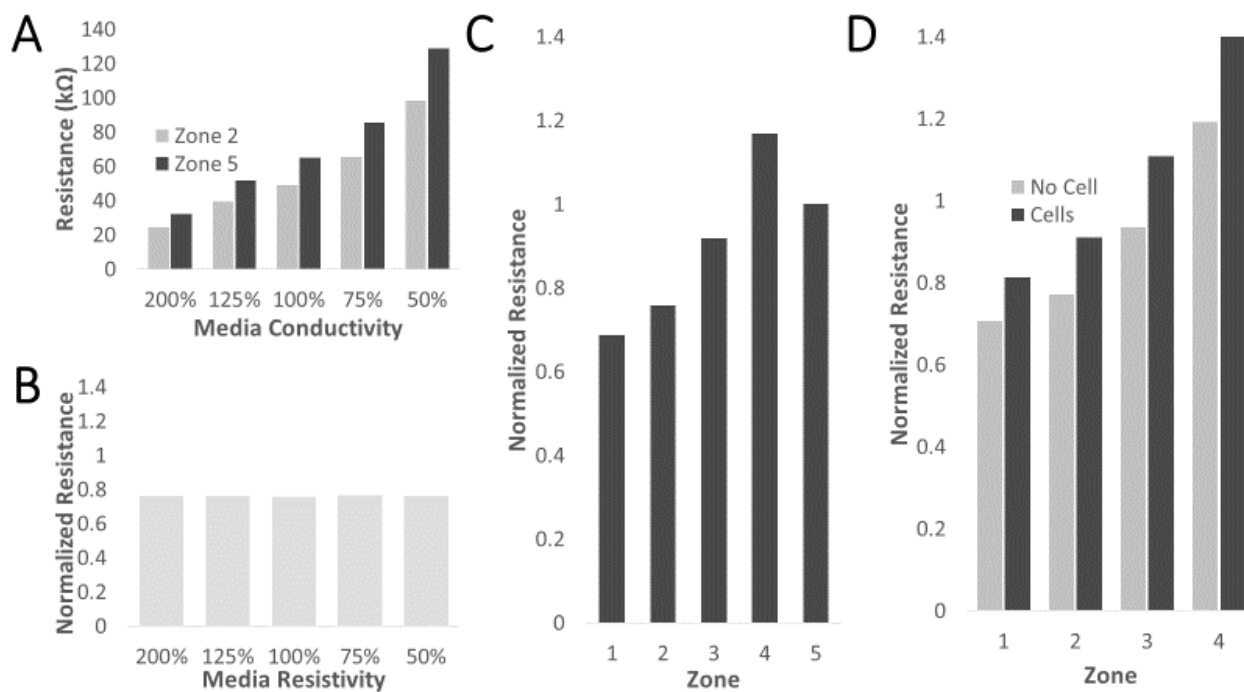 A
140
120
100
80
60
40
20
0
Resistance (kΩ)
Zone 2
Zone 5
200% 125% 100% 75% 50%
Media Conductivity
B
1.4
1.2
1
0.8
0.6
0.4
0.2
0
Normalized Resistance
200% 125% 100% 75% 50%
Media Resistivity
C
1.4
1.2
1
0.8
0.6
0.4
0.2
0
Normalized Resistance
1 2 3 4 5
Zone
D
1.4
1.2
1
0.8
0.6
0.4
0.2
0
Normalized Resistance
No Cell
Cells
1 2 3 4
Zone